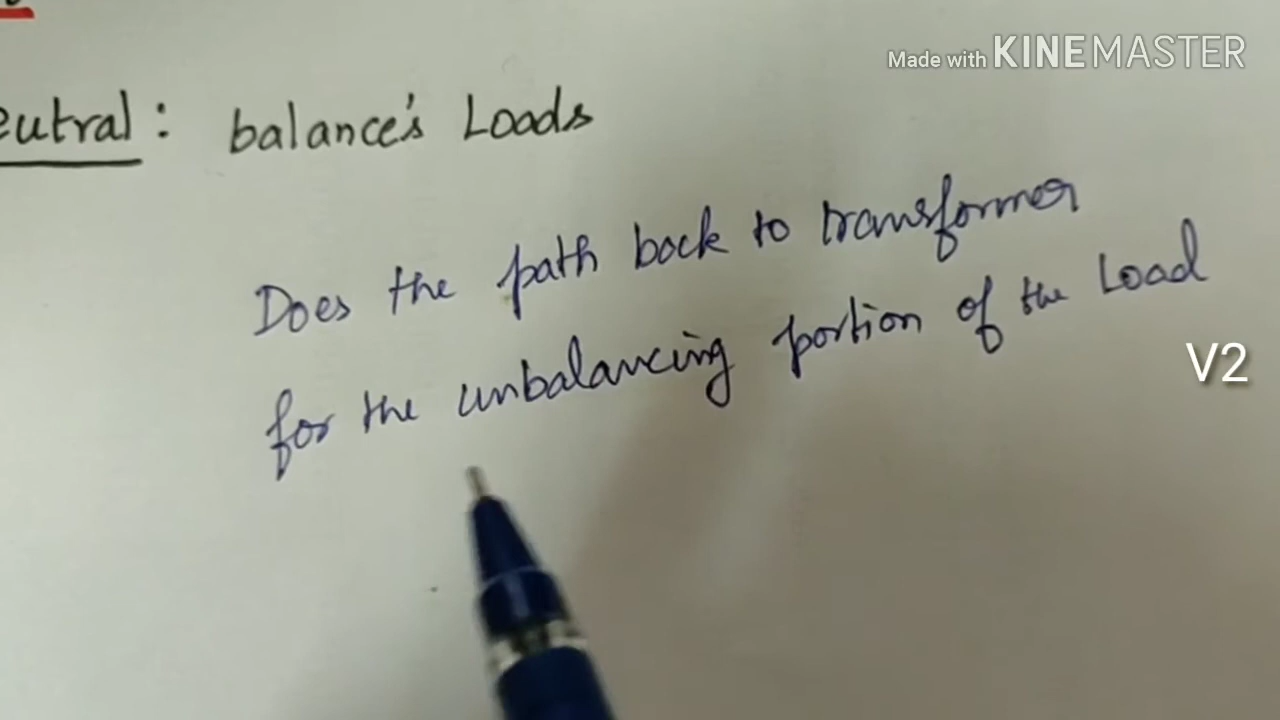 Made with KINEMASTER
eutral : balance's Loads
Does the path back to transformer
for the unbalancing portion of the Load
V2